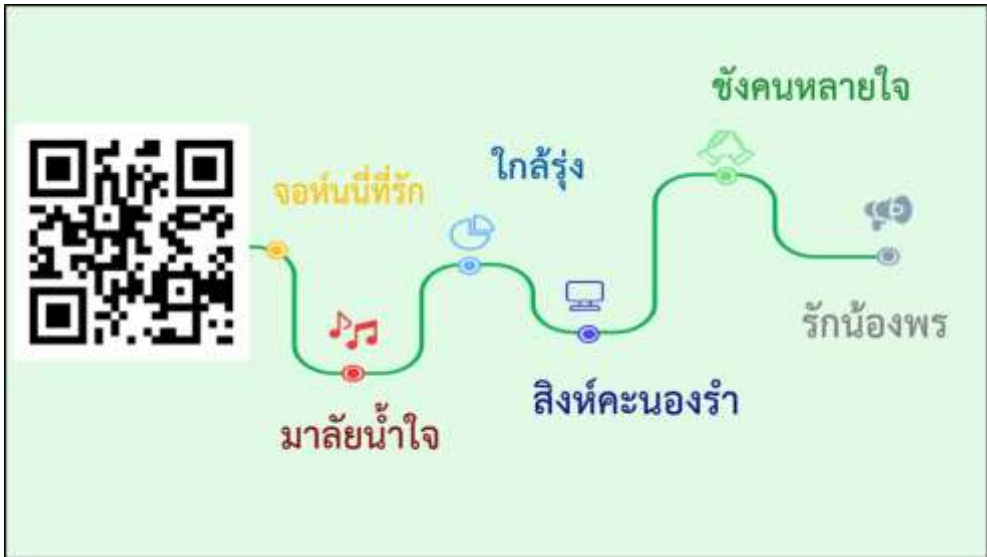 จอห์นนี่ที่รัก
มาลัยน้ำใจ
ใกล้รุ่ง
สิงห์คะนองรำ
ชังคนหลายใจ
รักน้องพร